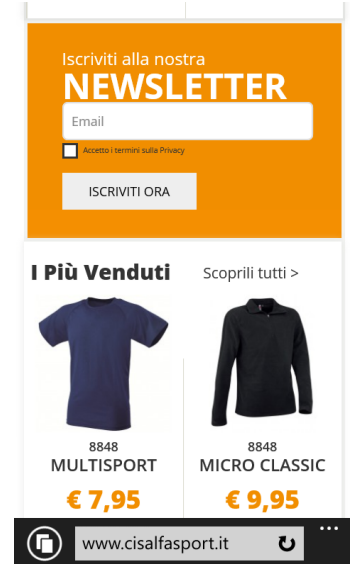 Iscriviti alla nostra
NEWSLETTER
Email
Accetto i termini sulla Privacy
ISCRIVITI ORA
I Più Venduti
Scoprili tutti >
8848
MULTISPORT
€ 7,95
8848
MICRO CLASSIC
€ 9,95
www.cisalfasport.it